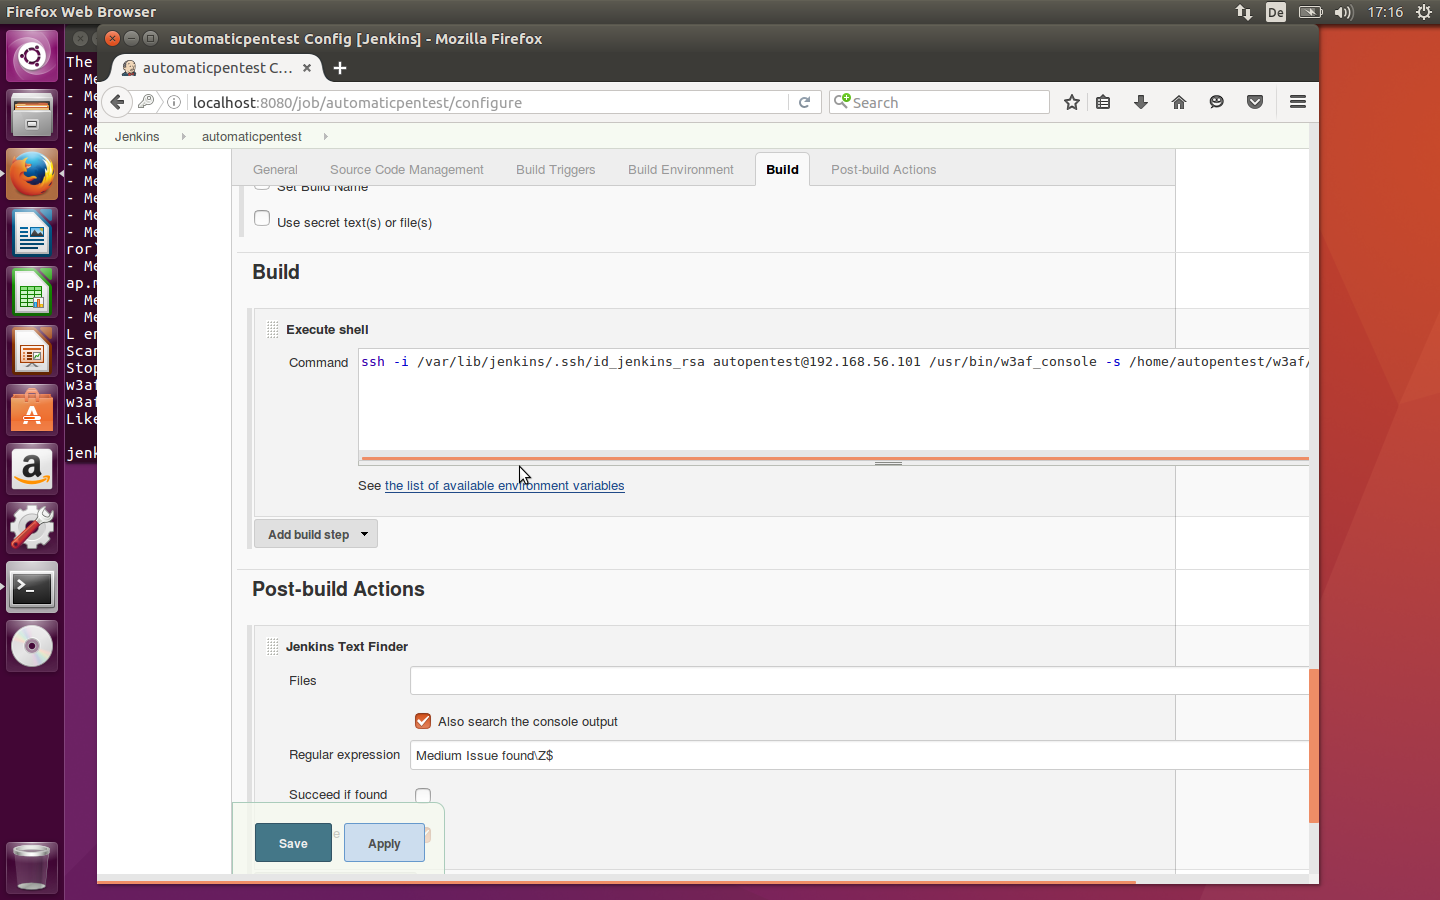 Firefox Web Browser
De
17:16
automaticpentest Config [Jenkins] - Mozilla Firefox
automaticpentest C...
localhost:8080/job/automaticpentest/configure
Search
Jenkins
automaticpentest
General
Source Code Management
Build Triggers
Build Environment
Build
Post-build Actions
Set Build Name
Use secret text(s) or file(s)
Build
Execute shell
Command
ssh -i /var/lib/jenkins/.ssh/id_jenkins_rsa autopentest@192.168.56.101 /usr/bin/w3af_console -s /home/autopentest/w3af/
See the list of available environment variables
Add build step
Post-build Actions
Jenkins Text Finder
Files
Also search the console output
Regular expression
Medium Issue found\Z$
Succeed if found
Save
Apply
The
- Me
- Me
- Me
- Me
- Me
- Me
- Me
- Me
- Me
- Me
ror)
- Me
ap.m
- Me
- Me
L er
Scan
Stop
w3af
w3af
Like
jenk